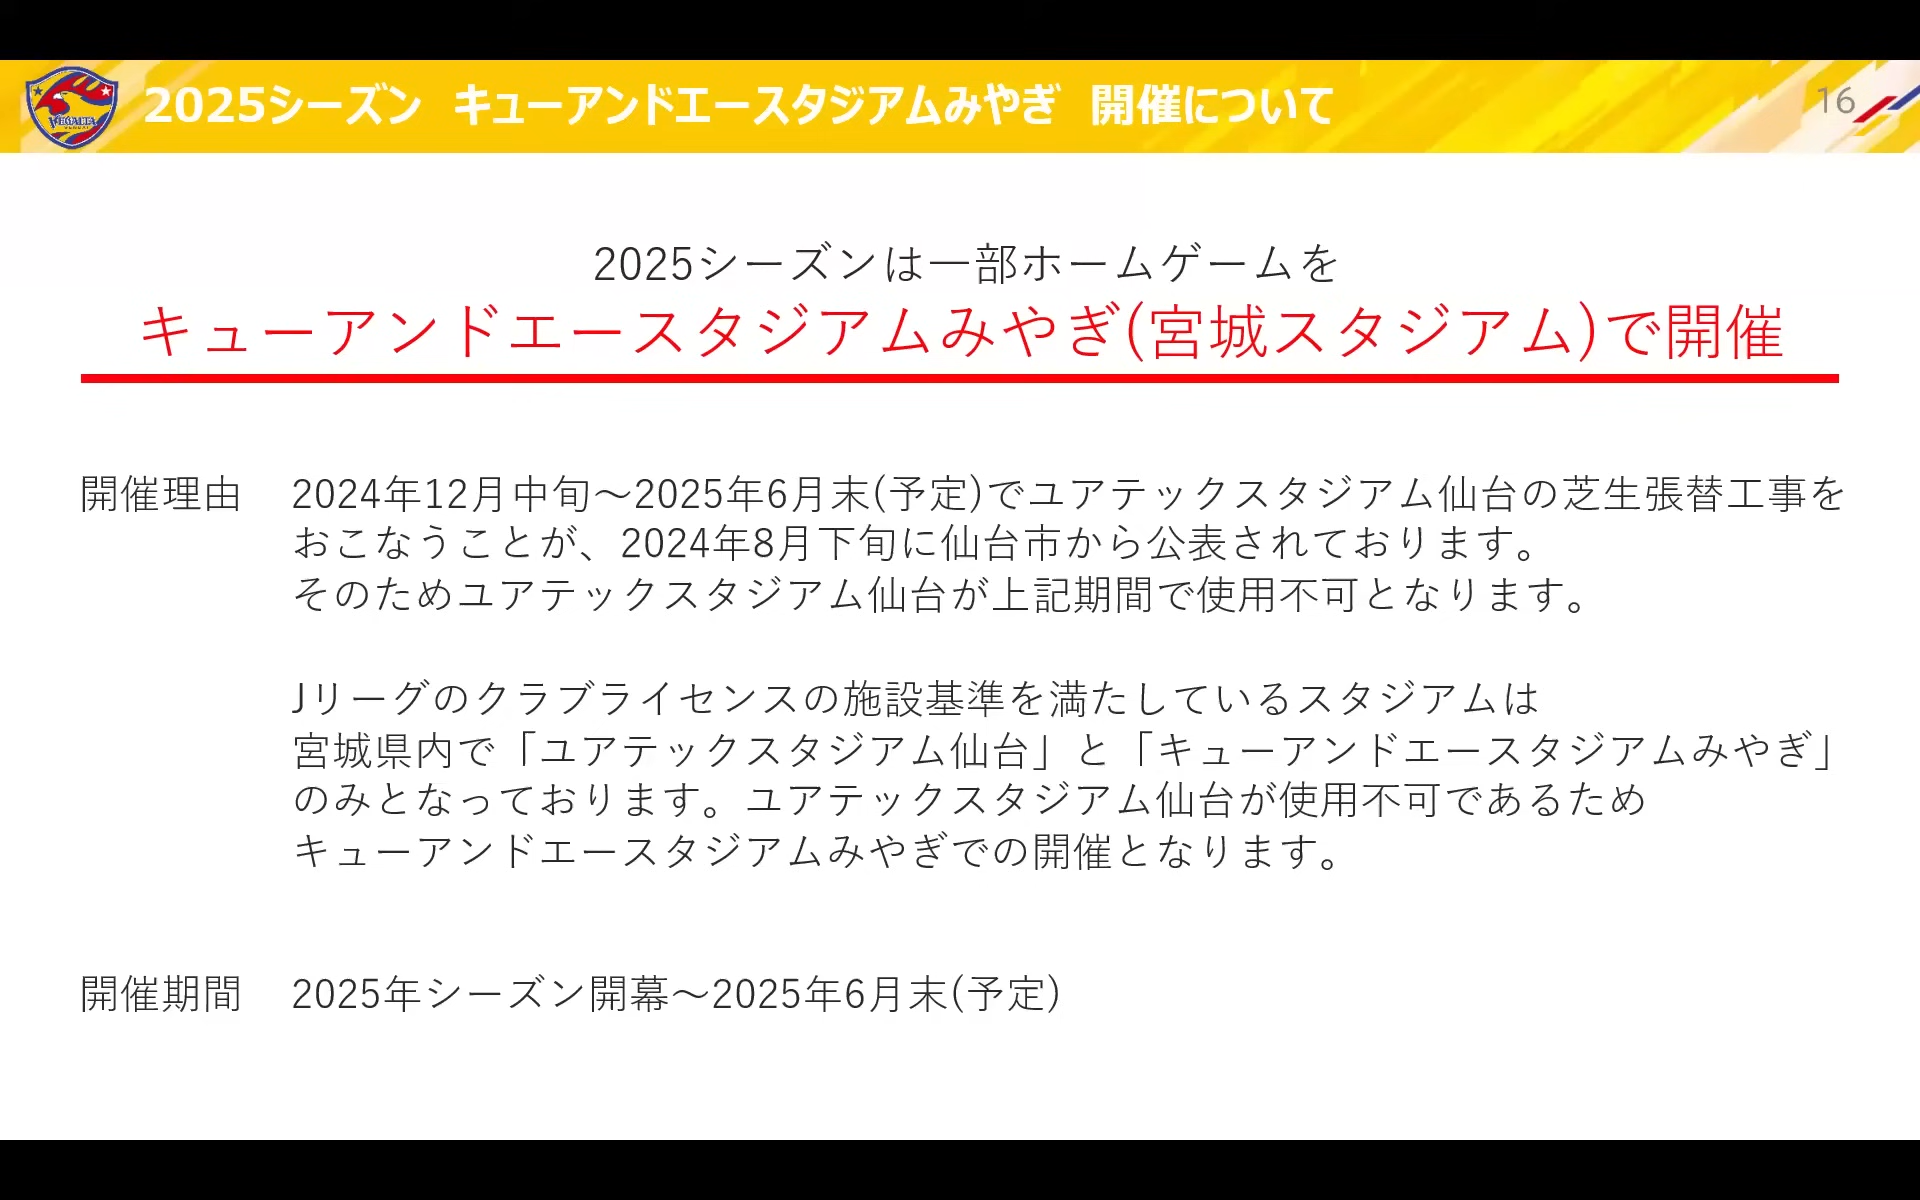 2025シーズン　キューアンドエースタジアムみやぎ　開催について
16
VEGALTA
2025シーズンは一部ホームゲームを
キューアンドエースタジアムみやぎ(宮城スタジアム)で開催
開催理由　2024年12月中旬～2025年6月末(予定)でユアテックスタジアム仙台の芝生張替工事を
おこなうことが、2024年8月下旬に仙台市から公表されております。
そのためユアテックスタジアム仙台が上記期間で使用不可となります。
Jリーグのクラブライセンスの施設基準を満たしているスタジアムは
宮城県内で「ユアテックスタジアム仙台」と「キューアンドエースタジアムみやぎ」
のみとなっております。ユアテックスタジアム仙台が使用不可であるため
キューアンドエースタジアムみやぎでの開催となります。
開催期間　2025年シーズン開幕～2025年6月末(予定)